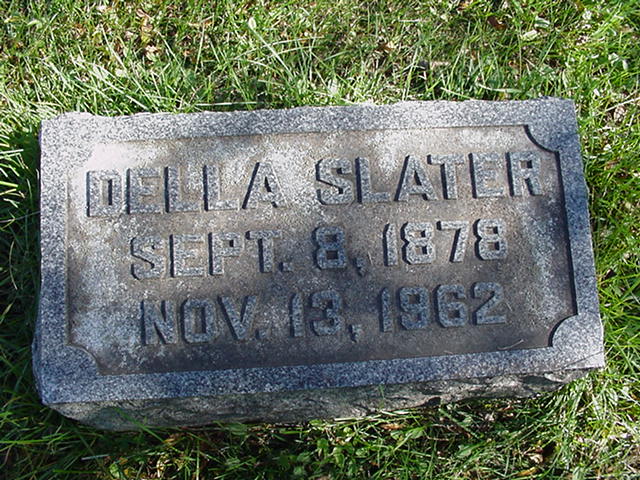 DELLA SLATER
SEPT. 8, 1878
NOV. 13, 1962